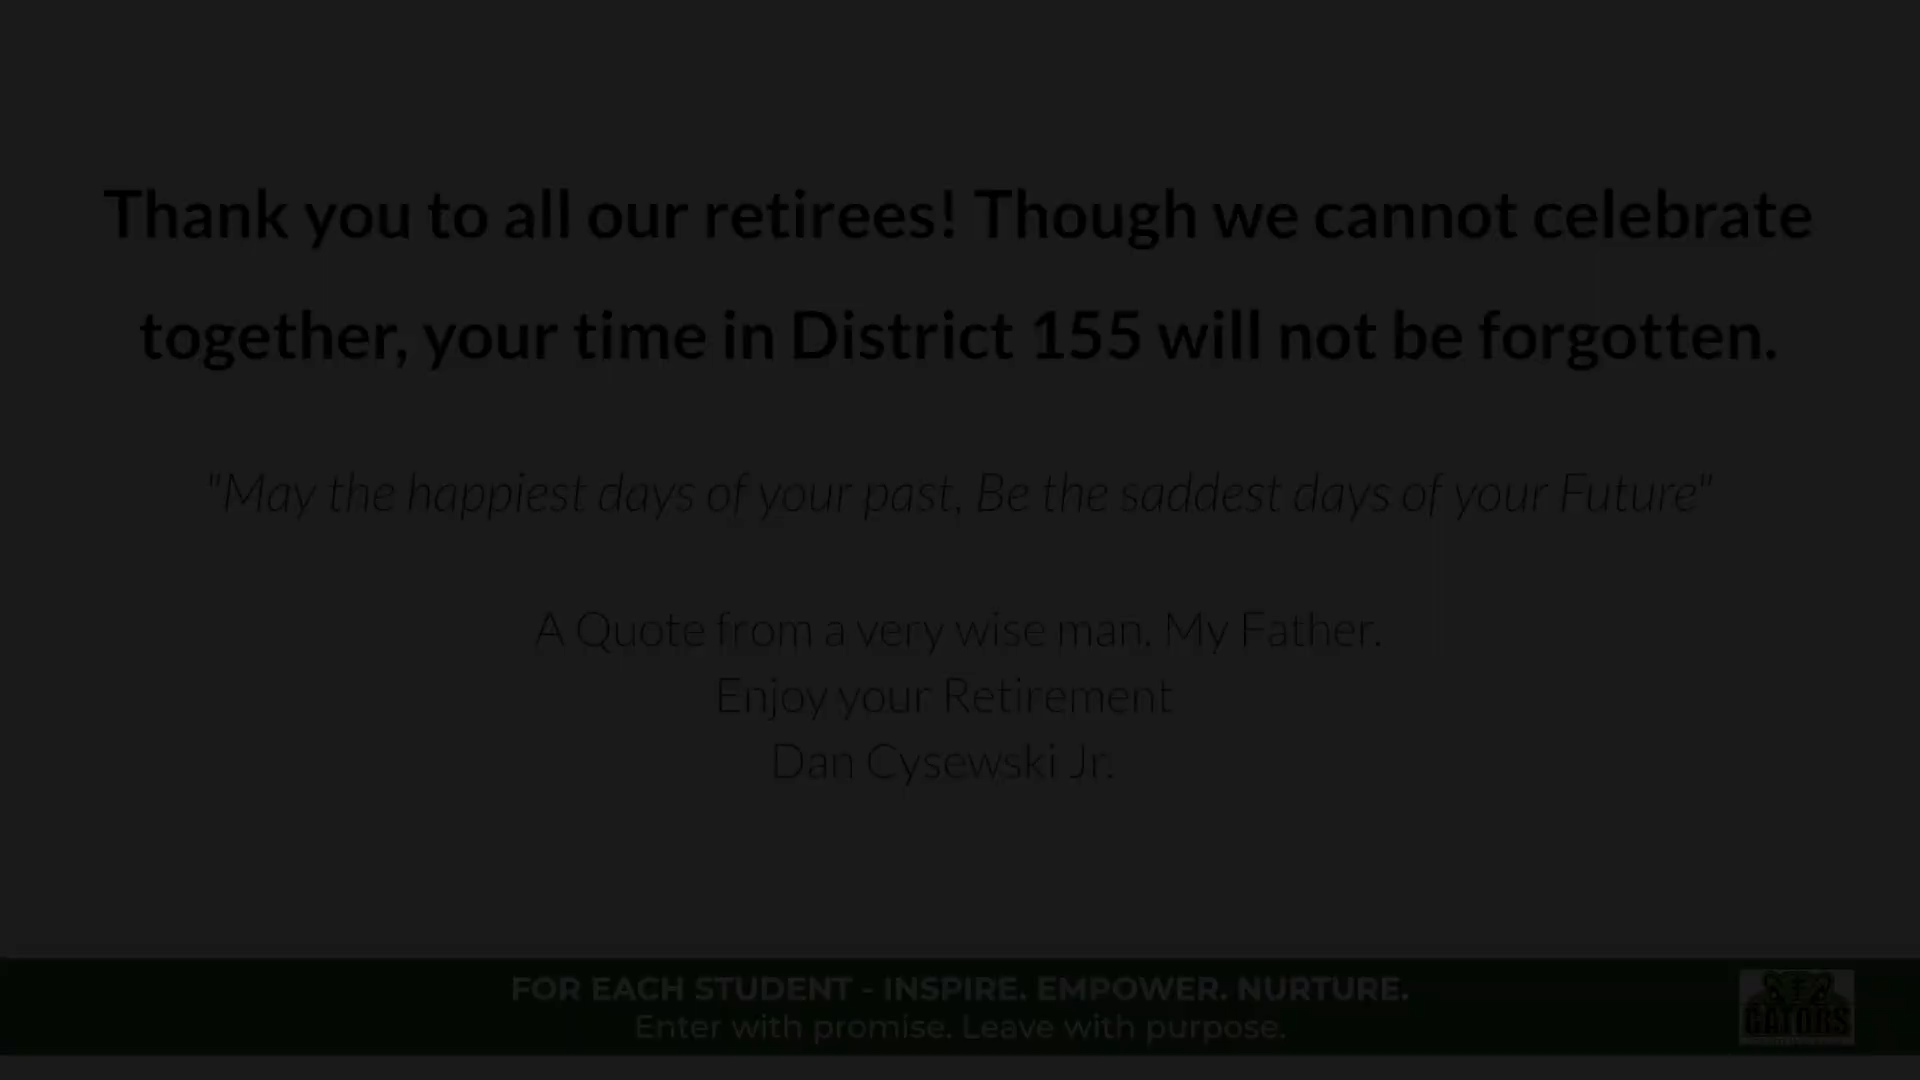 Thank you to all our retirees! Though we cannot celebrate
together, your time in District 155 will not be forgotten.
"May the happiest days of your past, Be the saddest days of your Future"
A Quote from a very wise man. My Father.
Enjoy your Retirement
Dan Cysewski Jr.
FOR EACH STUDENT - INSPIRE. EMPOWER. NURTURE.
Enter with promise. Leave with purpose.
GATORS